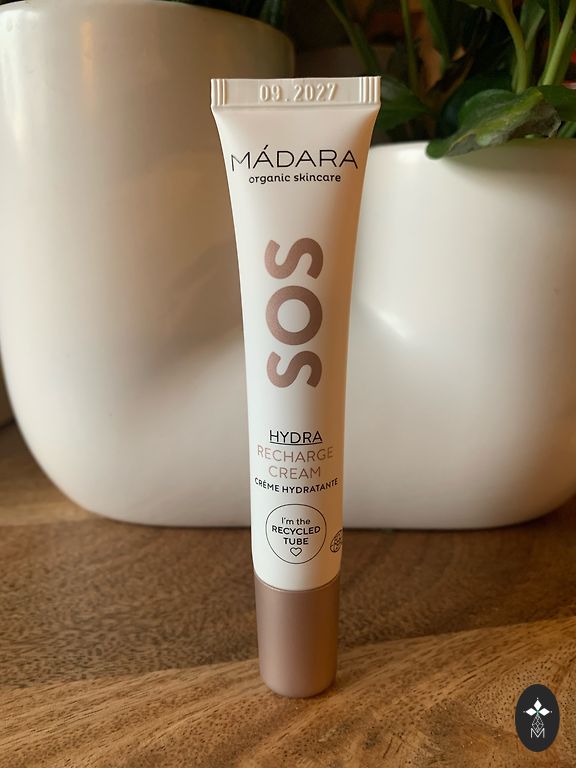 09.2027
MÁDARA
organic skincare
SOS
HYDRA
RECHARGE
CREAM
CRÈME HYDRATANTE
I'm the
RECYCLED
TUBE